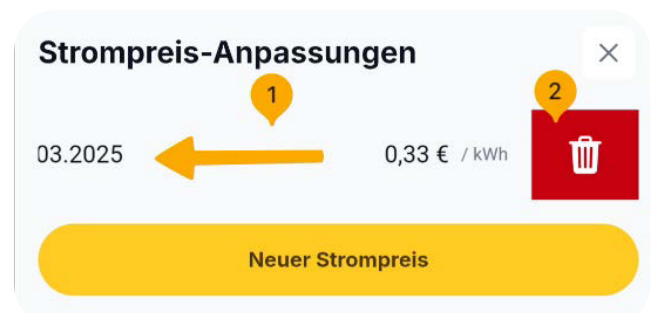 Strompreis-Anpassungen
1
2
03.2025
0,33 € / kWh
Neuer Strompreis